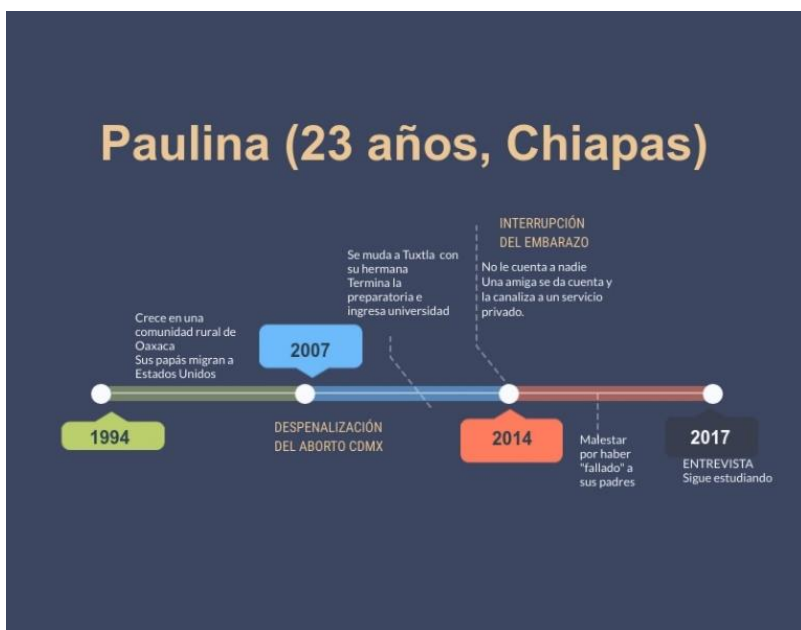 Paulina (23 años, Chiapas)
INTERRUPCIÓN
DEL EMBARAZO
Se muda a Tuxtla con
su hermana
Termina la
preparatoria e
ingresa universidad
No le cuenta a nadie
Una amiga se da cuenta y
la canaliza a un servicio
privado.
Crece en una
comunidad rural de
Oaxaca
Sus papás migran a
Estados Unidos
2007
1994
DESPENALIZACIÓN
DEL ABORTO CDMX
2014
Malestar
por haber
"fallado" a
sus padres
2017
ENTREVISTA
Sigue estudiando